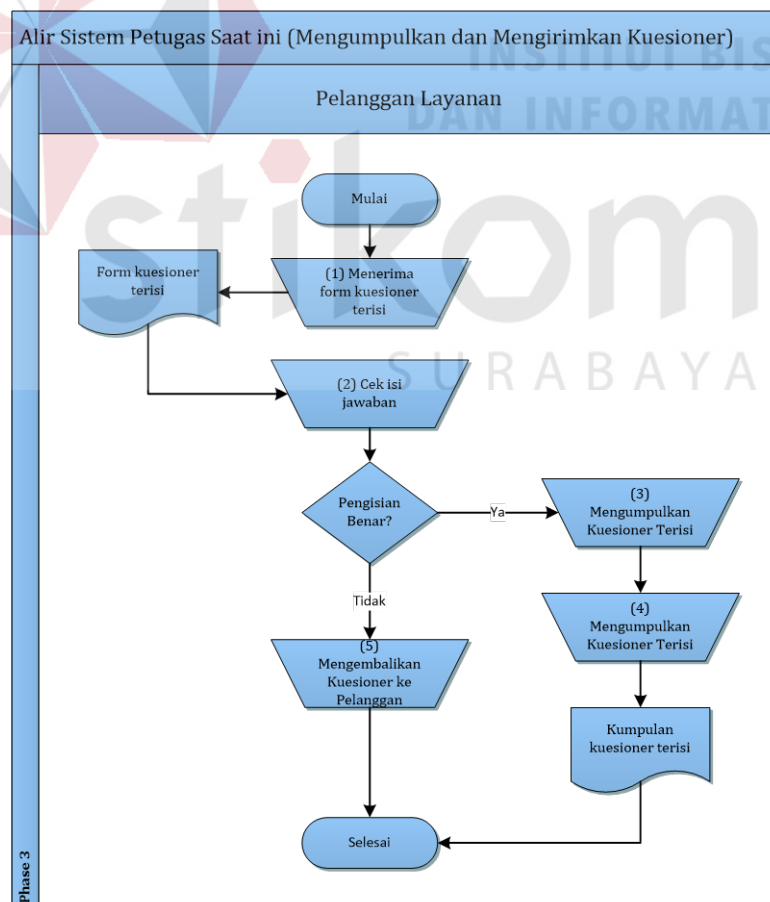 Alir Sistem Petugas Saat ini (Mengumpulkan dan Mengirimkan Kuesioner)
INSTITUT BIS
Pelanggan Layanan
DAN INFORMAT
Mulai
stikom
SURABAYA
(1) Menerima
form kuesioner
terisi
Form kuesioner
terisi
(2) Cek isi
jawaban
Pengisian
Benar?
Ya
(3)
Mengumpulkan
Kuesioner Terisi
Tidak
(4)
Mengumpulkan
Kuesioner Terisi
(5)
Mengembalikan
Kuesioner ke
Pelanggan
Kumpulan
kuesioner terisi
Selesai
Phase 3